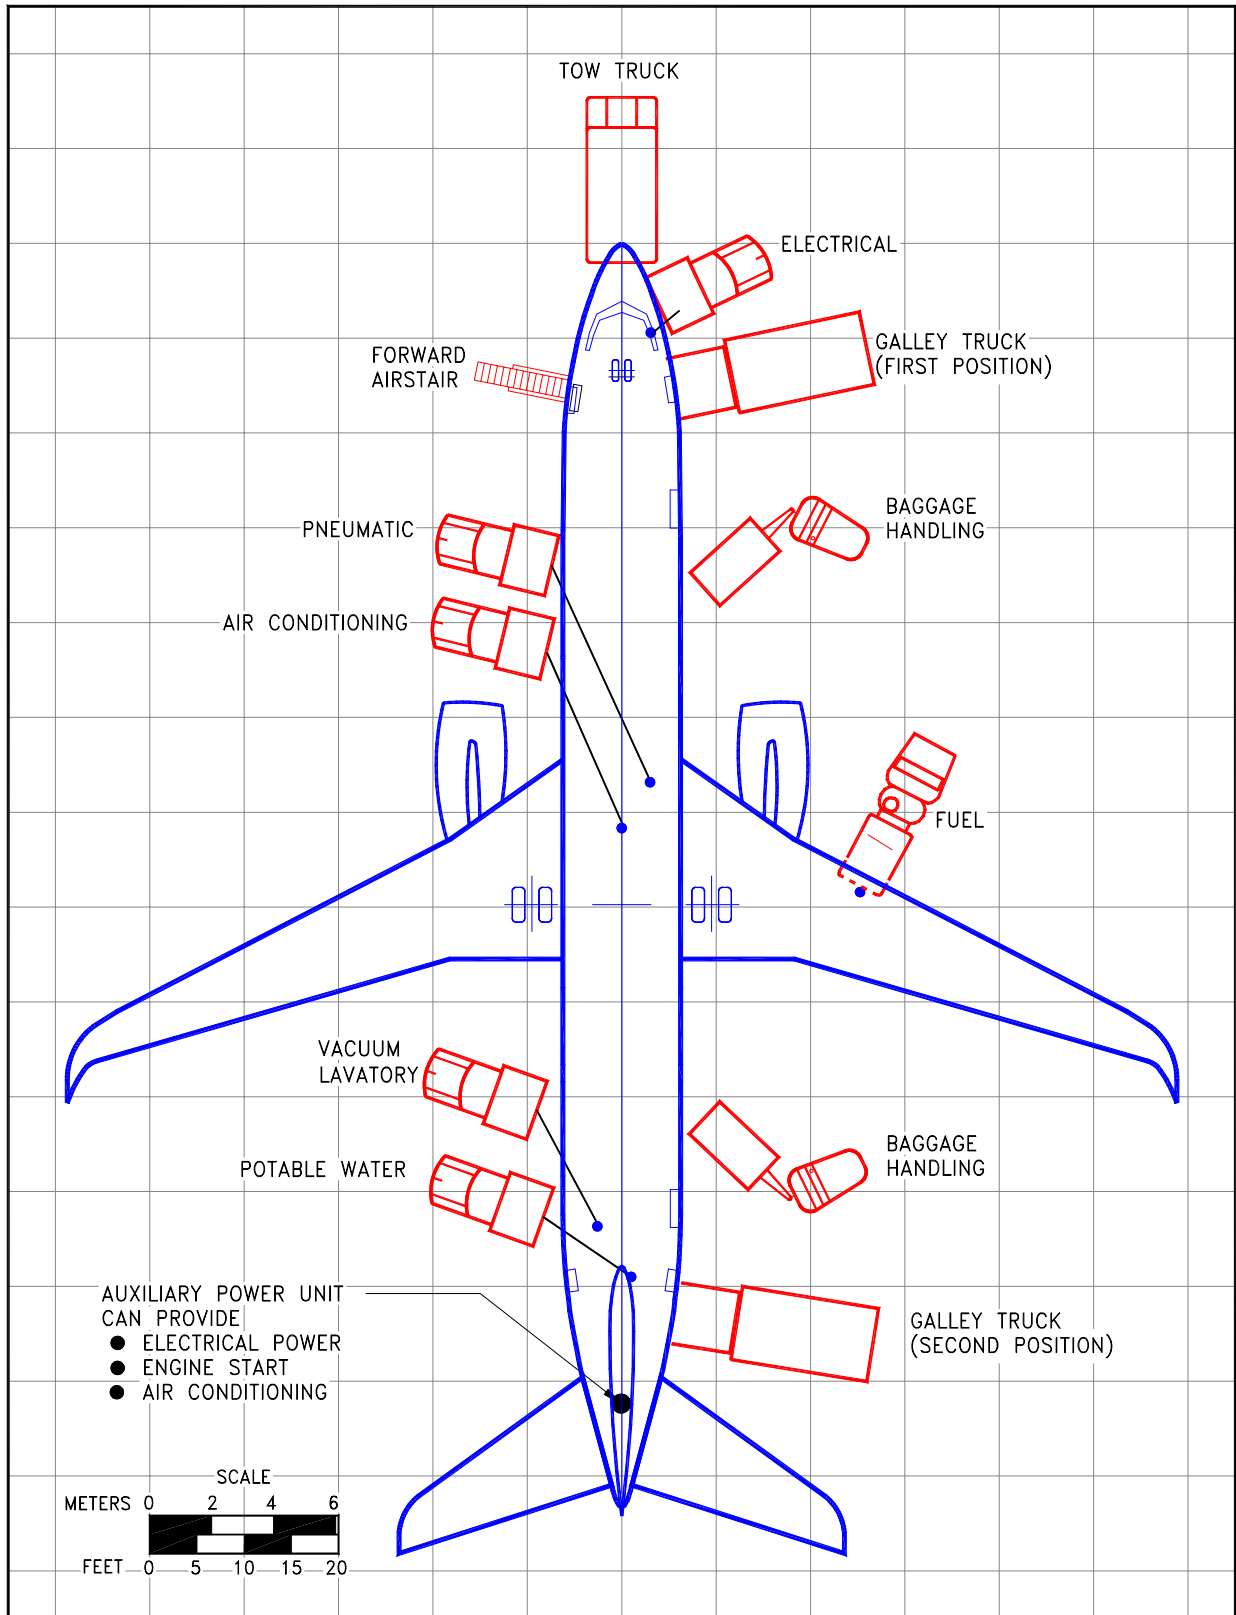 TOW TRUCK
ELECTRICAL
GALLEY TRUCK
(FIRST POSITION)
FORWARD
AIRSTAIR
BAGGAGE
HANDLING
PNEUMATIC
AIR CONDITIONING
FUEL
VACUUM
LAVATORY
BAGGAGE
HANDLING
POTABLE WATER
AUXILIARY POWER UNIT
CAN PROVIDE
● ELECTRICAL POWER
● ENGINE START
● AIR CONDITIONING
GALLEY TRUCK
(SECOND POSITION)
SCALE
METERS 0 2 4 6
FEET 0 5 10 15 20